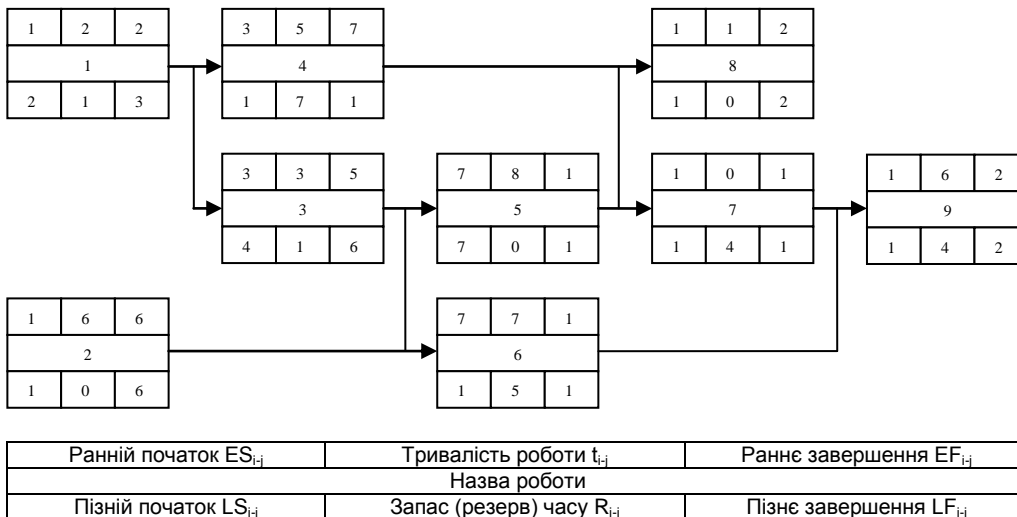 1 2 2 3 5 7 1 1 2
1 4 8
2 1 3 1 7 1 1 0 2
3 3 5 7 8 1 1 0 1 1 6 2
3 5 7 9
4 1 6 7 0 1 1 4 1 1 4 2
1 6 6 7 7 1
2 6
1 0 6 1 5 1
Ранній початок ESi-j Тривалість роботи ti-j Раннє завершення EFi-j
Назва роботи
Пізній початок LSi-j Запас (резерв) часу Ri-j Пізнє завершення LFi-j